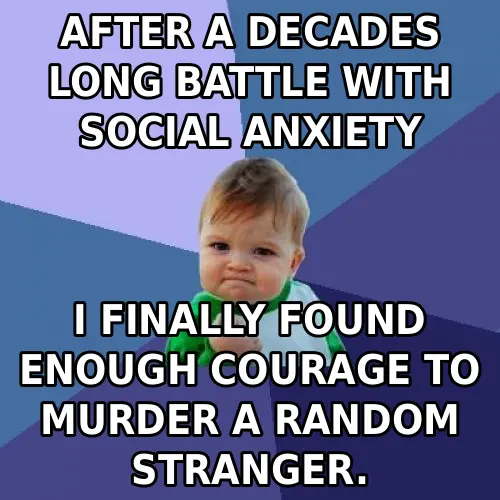 AFTER A DECADES
LONG BATTLE WITH
SOCIAL ANXIETY
I FINALLY FOUND
ENOUGH COURAGE TO
MURDER A RANDOM
STRANGER.